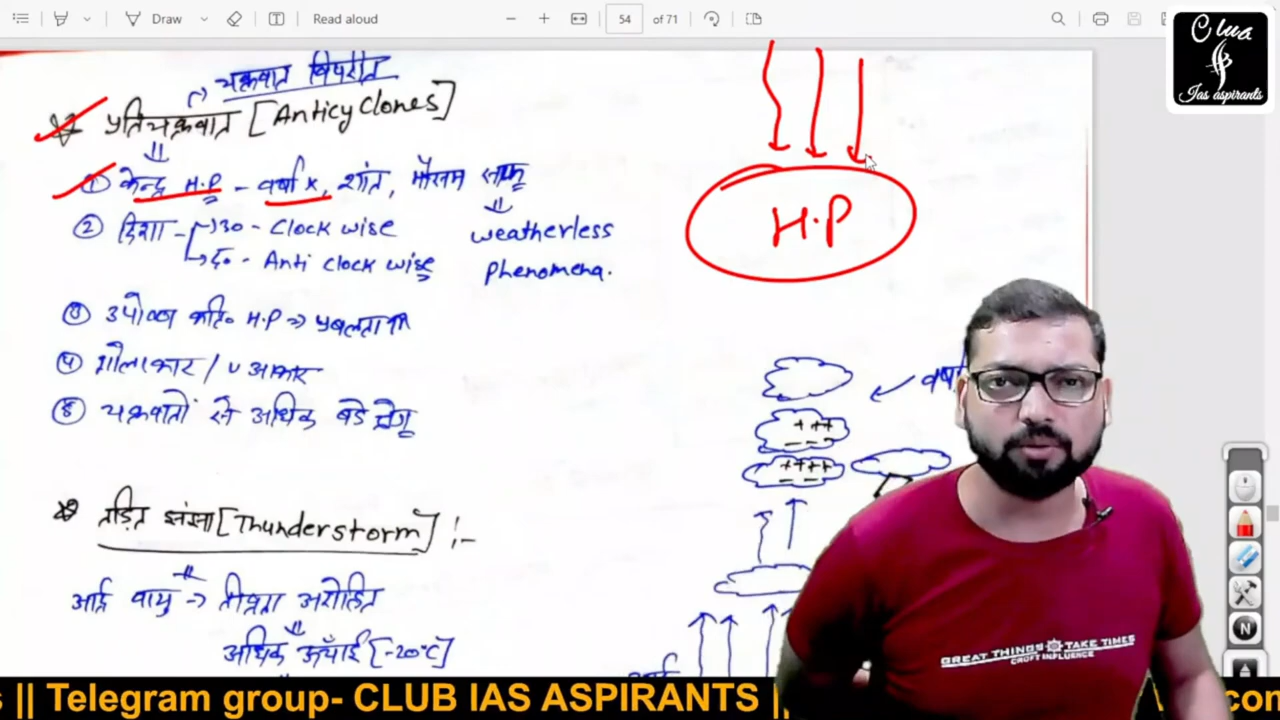 Draw
Read aloud
54 of 71
Club
Ias aspirants
चक्रवात विपरीत
प्रतिचक्रवात [Anticyclones]
① केन्द्र H.P - वर्षा x, शांत, मौसम साफ
weatherless
phenomena.
② दिशा - उ० - Clock wise
द० - Anti Clock wise
③ उपोष्ण कटि० H.P => प्रबलता
④ गोलाकार / U आकार
⑤ चक्रवातों से अधिक बड़े
H.P
वर्षा
+++
---
++++
---
तड़ित झंझा [Thunderstorm] :-
आर्द्र वायु -> तीव्रता आरोहित
अधिक ऊँचाई [-20°C]
GREAT THINGS TAKE TIMES
|| Telegram group- CLUB IAS ASPIRANTS ||